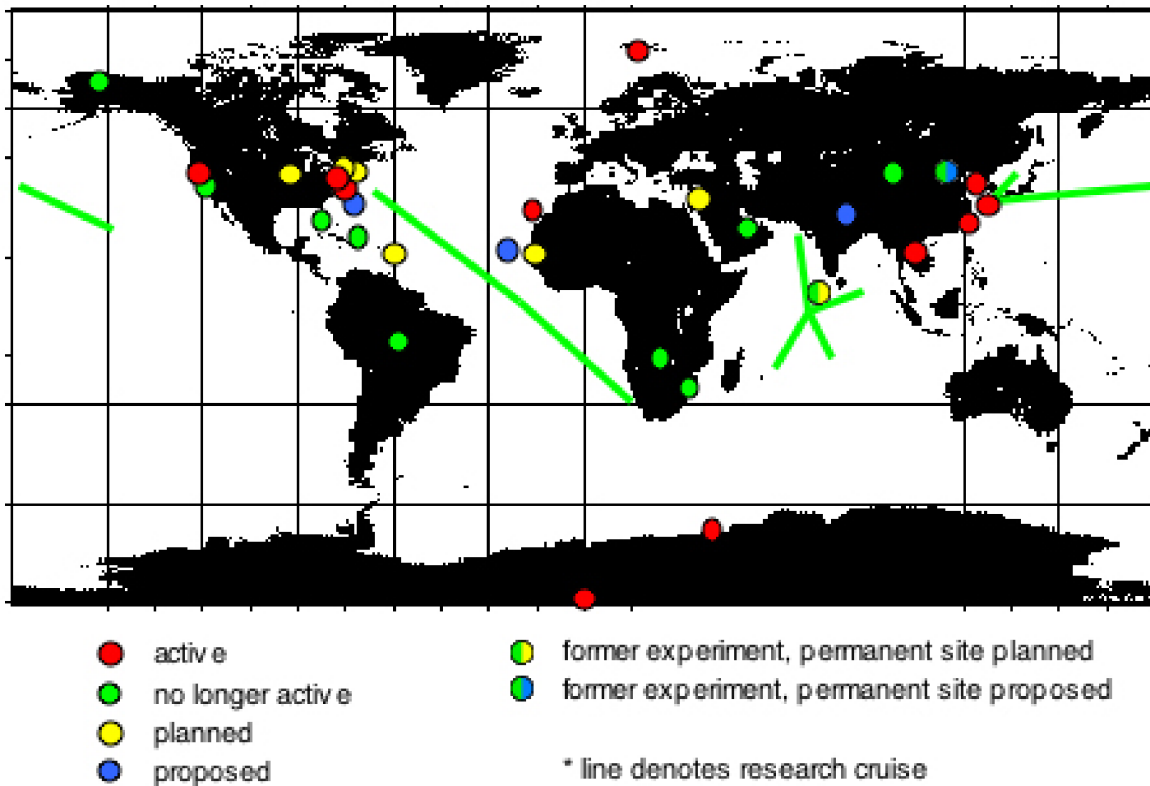 active
no longer active
planned
proposed
former experiment, permanent site planned
former experiment, permanent site proposed
* line denotes research cruise